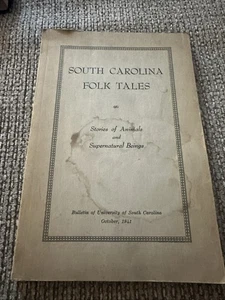 SOUTH CAROLINA
FOLK TALES
Stories of Animals
and
Supernatural Beings
Bulletin of University of South Carolina
October, 1941